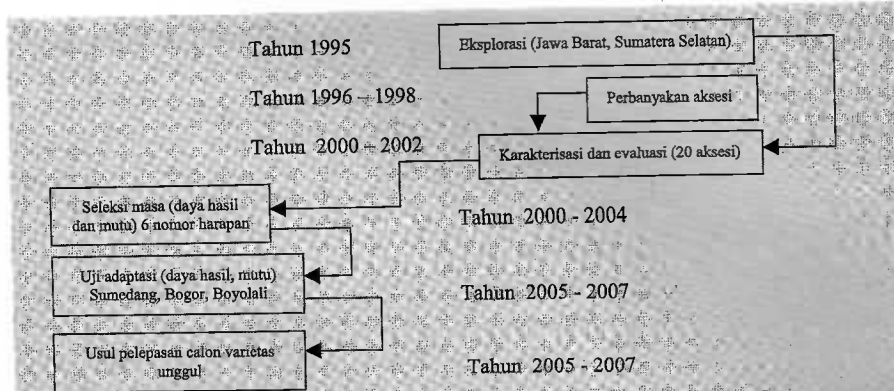 Tahun 1995
Eksplorasi (Jawa Barat, Sumatera Selatan)
Tahun 1996 – 1998
Perbanyakan aksesi
Tahun 2000 – 2002
Karakterisasi dan evaluasi (20 aksesi)
Seleksi masa (daya hasil
dan mutu) 6 nomor harapan
Tahun 2000 - 2004
Uji adaptasi (daya hasil, mutu)
Sumedang, Bogor, Boyolali
Tahun 2005 - 2007
Usul pelepasan calon varietas
unggul
Tahun 2005 - 2007